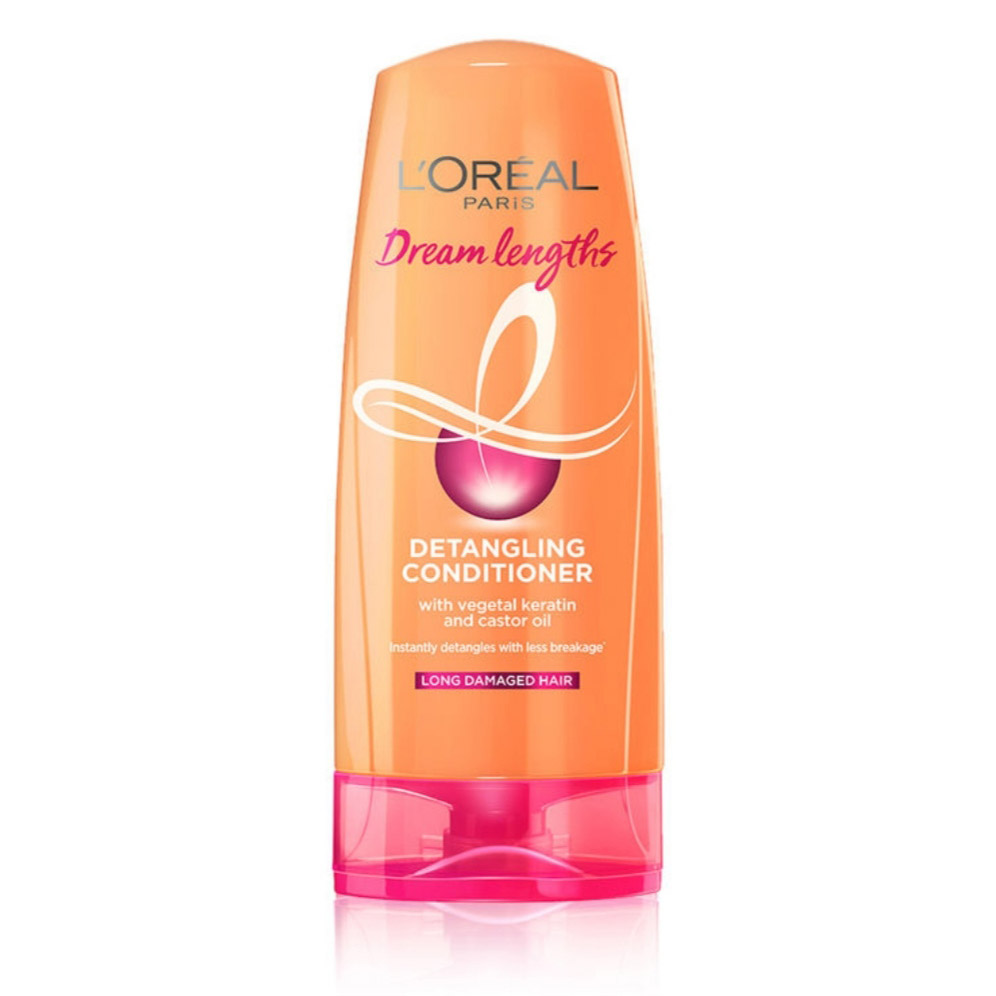 L'ORÉAL
PARiS
Dream lengths
DETANGLING
CONDITIONER
with vegetal keratin
and castor oil
Instantly detangles with less breakage*
LONG DAMAGED HAIR